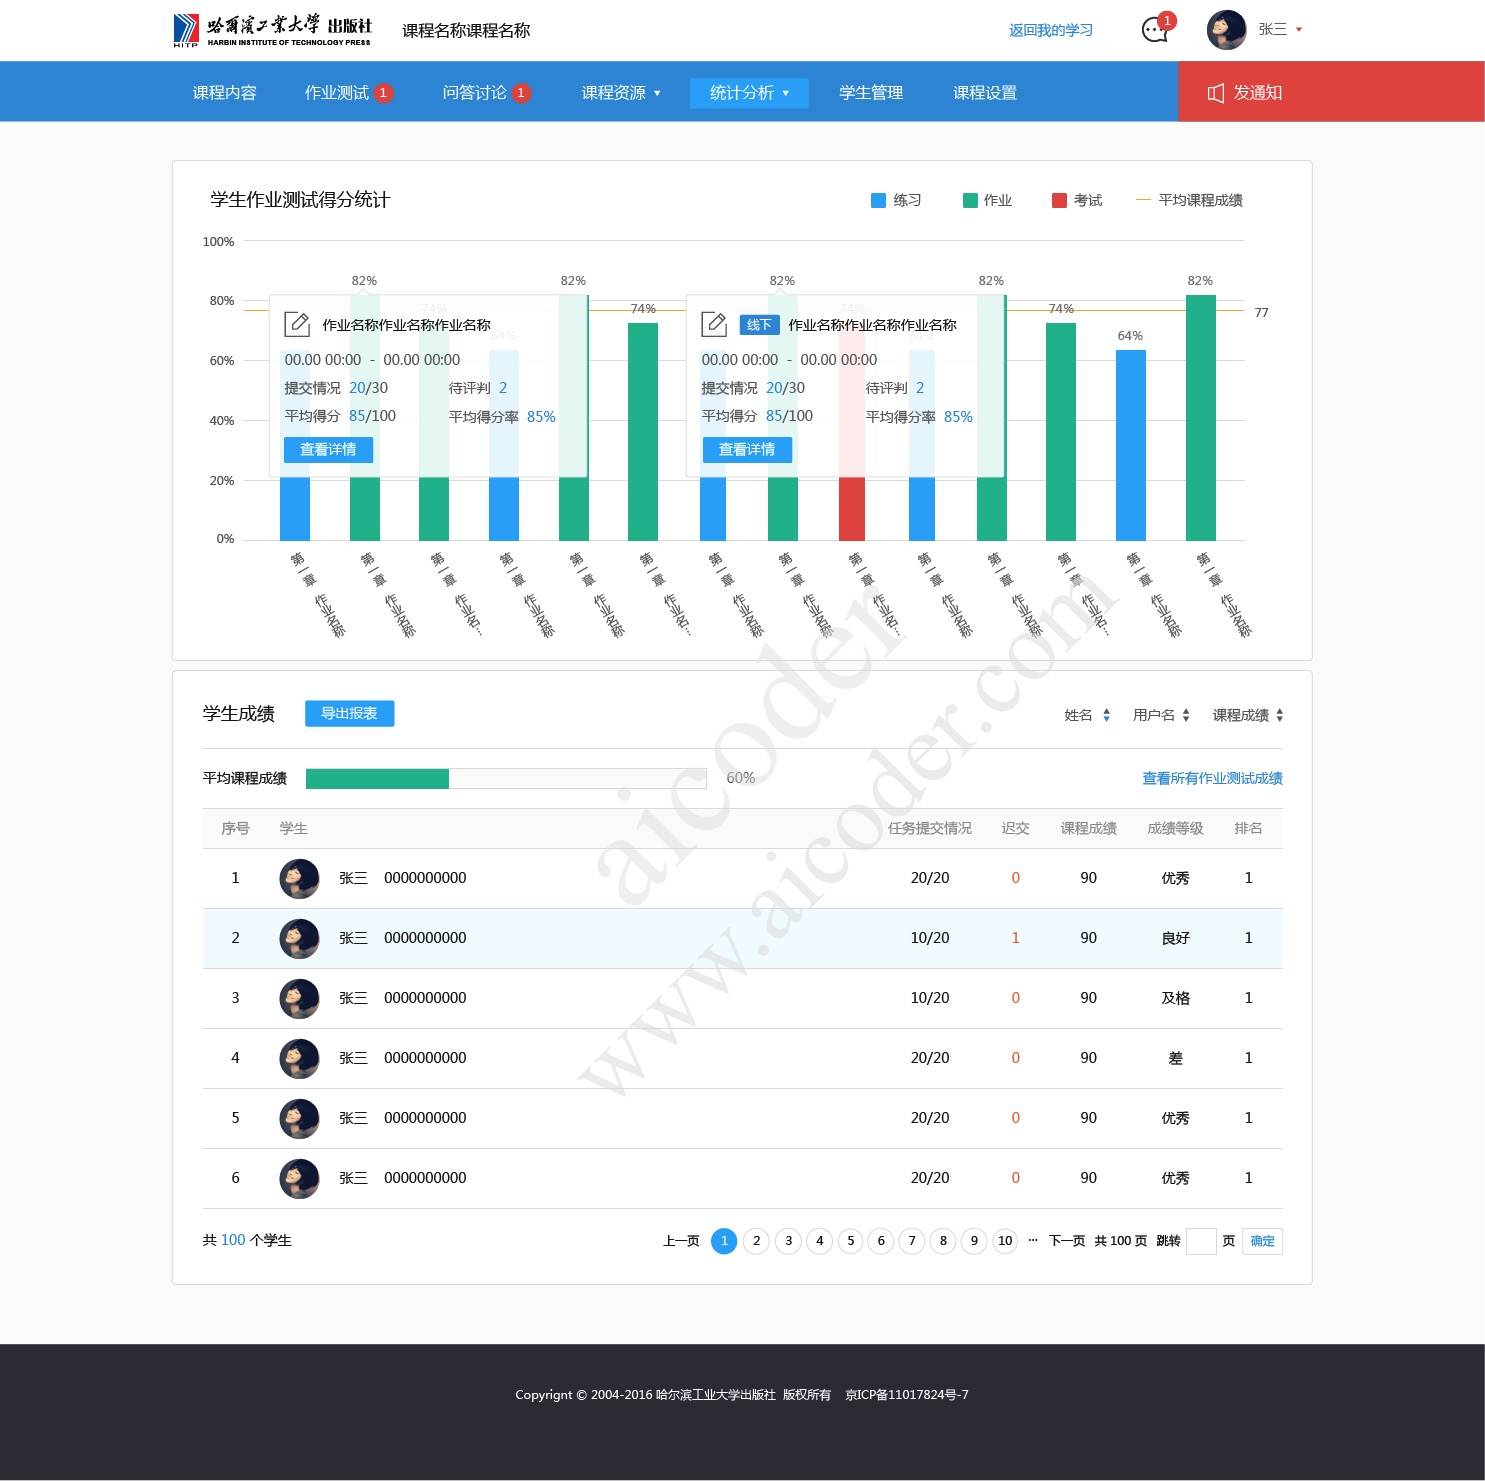 哈尔滨工业大学 出版社
HARBIN INSTITUTE OF TECHNOLOGY PRESS
HITP
课程名称课程名称
返回我的学习
1
张三
课程内容
作业测试 1
问答讨论 1
课程资源
统计分析
学生管理
课程设置
发通知
学生作业测试得分统计
练习 作业 考试 平均课程成绩
100%
80%
60%
40%
20%
0%
82%
74%
64%
82%
74%
82%
74%
64%
82%
74%
64%
82%
77
作业名称作业名称作业名称
00.00 00:00 - 00.00 00:00
提交情况 20/30 待评判 2
平均得分 85/100 平均得分率 85%
查看详情
线下 作业名称作业名称作业名称
00.00 00:00 - 00.00 00:00
提交情况 20/30 待评判 2
平均得分 85/100 平均得分率 85%
查看详情
第一章 作业名称
第一章 作业名称
第一章 作业名...
第一章 作业名称
第一章 作业名称
第一章 作业名...
第一章 作业名称
第一章 作业名称
第一章 作业名...
第一章 作业名称
第一章 作业名称
第一章 作业名...
第一章 作业名称
第一章 作业名称
学生成绩 导出报表
姓名 用户名 课程成绩
平均课程成绩 60% 查看所有作业测试成绩
序号 学生 任务提交情况 迟交 课程成绩 成绩等级 排名
1 张三 0000000000 20/20 0 90 优秀 1
2 张三 0000000000 10/20 1 90 良好 1
3 张三 0000000000 10/20 0 90 及格 1
4 张三 0000000000 20/20 0 90 差 1
5 张三 0000000000 20/20 0 90 优秀 1
6 张三 0000000000 20/20 0 90 优秀 1
共 100 个学生
上一页 1 2 3 4 5 6 7 8 9 10 ... 下一页 共 100 页 跳转 页 确定
aicoder
www.aicoder.com
Copyrignt © 2004-2016 哈尔滨工业大学出版社 版权所有 京ICP备11017824号-7